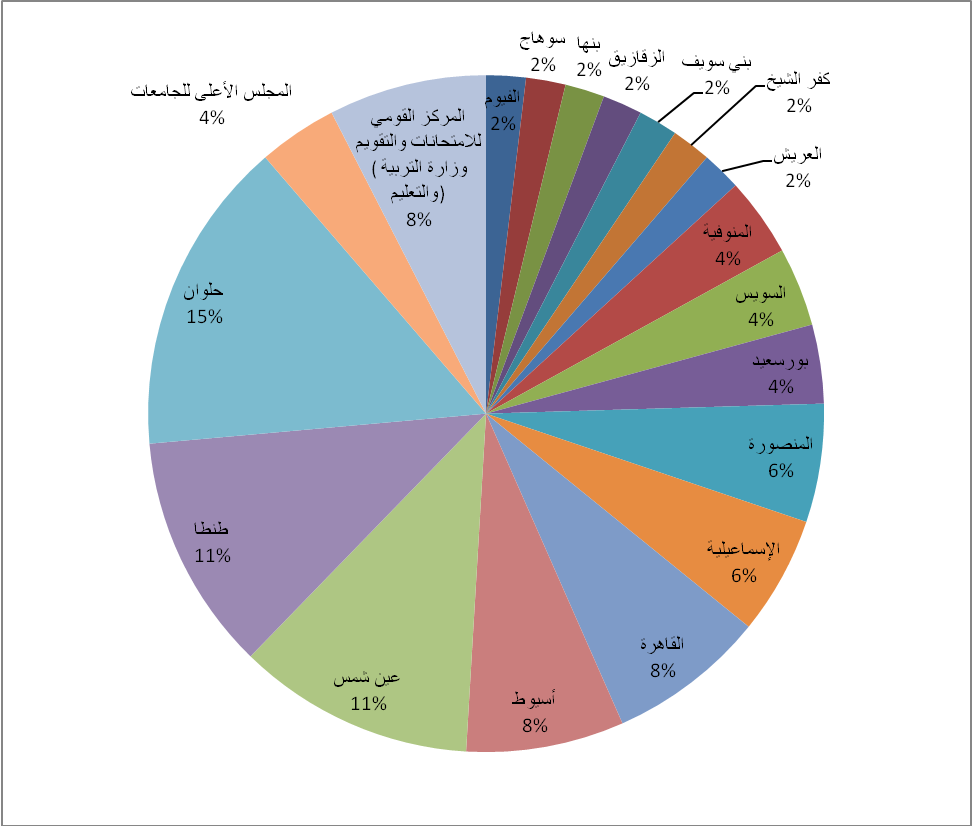 سوهاج
2%
بنها
2%
الزقازيق
2%
بني سويف
2%
كفر الشيخ
2%
العريش
2%
المجلس الأعلى للجامعات
4%
المركز القومي
للامتحانات والتقويم
وزارة التربية )
(والتعليم
8%
الفيوم
2%
المنوفية
4%
السويس
4%
بورسعيد
4%
المنصورة
6%
الإسماعيلية
6%
القاهرة
8%
أسيوط
8%
عين شمس
11%
طنطا
11%
حلوان
15%